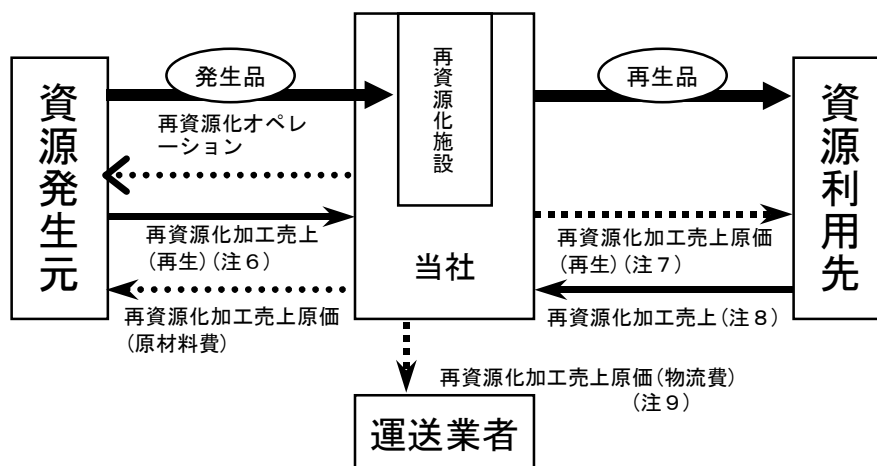 資源発生元
発生品
再資源化オペレ
ーション
再資源化加工売上
(再生)(注6)
再資源化加工売上原価
(原材料費)
再資源化施設
当社
再生品
再資源化加工売上原価
(再生)(注7)
再資源化加工売上(注8)
資源利用先
再資源化加工売上原価(物流費)
(注9)
運送業者